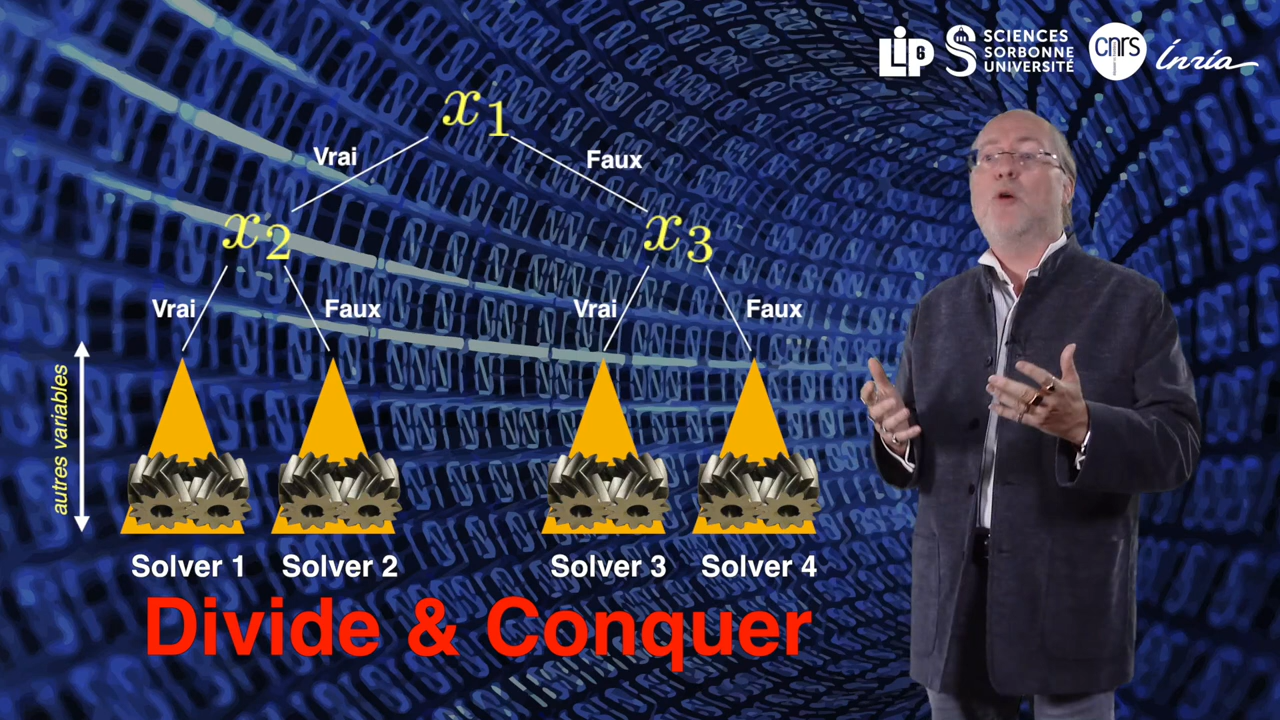 LIP6
SCIENCES
SORBONNE
UNIVERSITÉ
cnrs
Inria
x1
Vrai
Faux
x2
x3
Vrai
Faux
Vrai
Faux
autres variables
Solver 1
Solver 2
Solver 3
Solver 4
Divide & Conquer